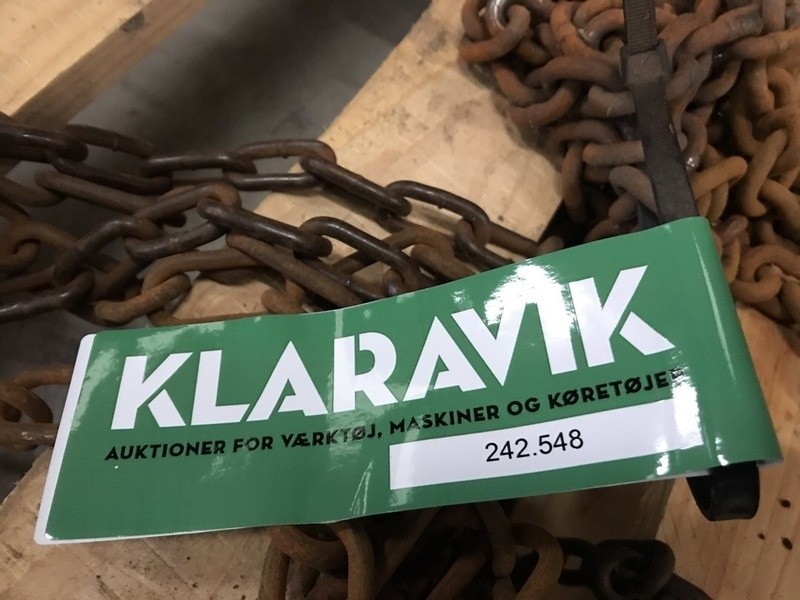 KLARAVIK
AUKTIONER FOR VÆRKTØJ, MASKINER OG KØRETØJER
242.548